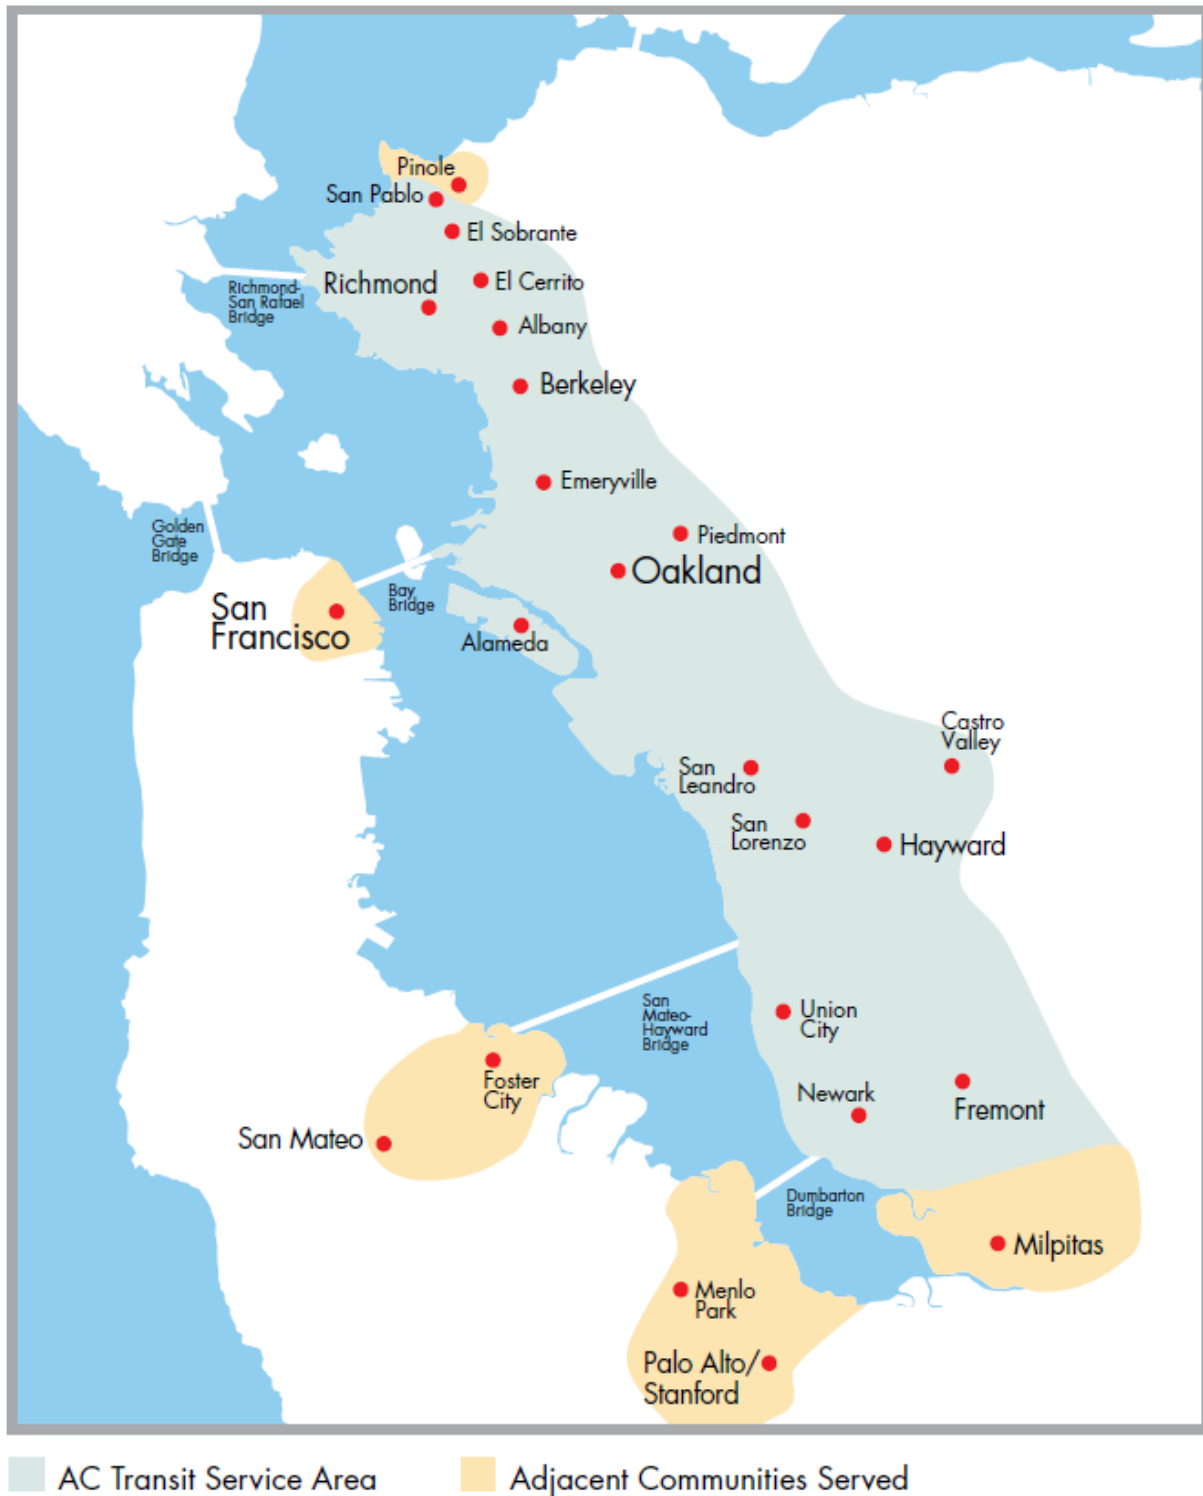 Pinole
San Pablo
El Sobrante
Richmond
El Cerrito
Richmond-
San Rafael
Bridge
Albany
Berkeley
Emeryville
Golden
Gate
Bridge
Piedmont
Oakland
Bay
Bridge
San
Francisco
Alameda
Castro
Valley
San
Leandro
San
Lorenzo
Hayward
San
Mateo-
Hayward
Bridge
Union
City
Foster
City
Newark
Fremont
San Mateo
Dumbarton
Bridge
Milpitas
Menlo
Park
Palo Alto/
Stanford
AC Transit Service Area
Adjacent Communities Served